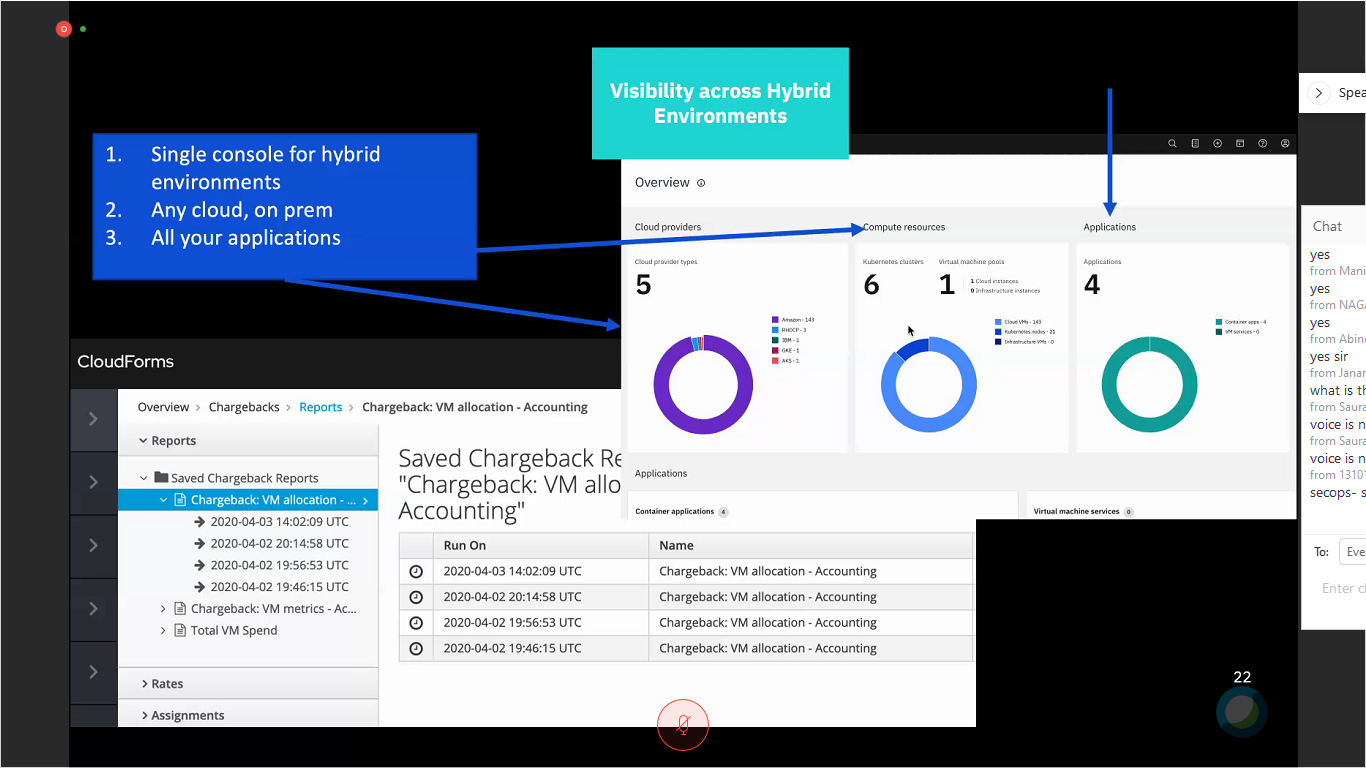 Visibility across Hybrid
Environments
1. Single console for hybrid
environments
2. Any cloud, on prem
3. All your applications
Overview
Cloud providers
Compute resources
Applications
Cloud provider types
5
Amazon - 143
RHOCP - 3
IBM - 1
GKE - 1
AKS - 1
Kubernetes clusters
6
Virtual machine pools
1
1 Cloud instances
0 Infrastructure instances
Cloud VMs - 143
Kubernetes nodes - 21
Infrastructure VMs - 0
Applications
4
Container apps - 4
VM services - 0
Applications
Container applications 4
Virtual machine services 0
CloudForms
Overview > Chargebacks > Reports > Chargeback: VM allocation - Accounting
Reports
Saved Chargeback Reports
Chargeback: VM allocation - ...
2020-04-03 14:02:09 UTC
2020-04-02 20:14:58 UTC
2020-04-02 19:56:53 UTC
2020-04-02 19:46:15 UTC
Chargeback: VM metrics - Ac...
Total VM Spend
Rates
Assignments
Saved Chargeback Re
"Chargeback: VM allo
Accounting"
Run On Name
2020-04-03 14:02:09 UTC Chargeback: VM allocation - Accounting
2020-04-02 20:14:58 UTC Chargeback: VM allocation - Accounting
2020-04-02 19:56:53 UTC Chargeback: VM allocation - Accounting
2020-04-02 19:46:15 UTC Chargeback: VM allocation - Accounting
22
Spea
Chat
yes
from Mani
yes
from NAGA
yes
from Abine
yes sir
from Janar
what is th
from Saura
voice is n
from Saura
voice is n
from 13101
secops- s
To: Eve
Enter c